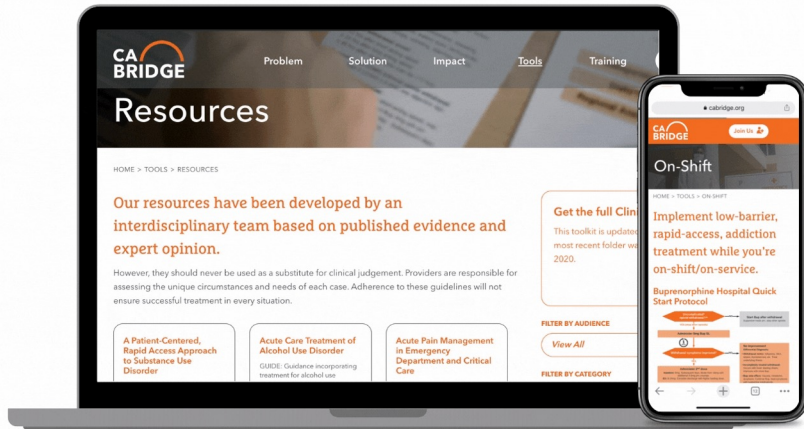 CA
BRIDGE
Problem
Solution
Impact
Tools
Training
Resources
HOME > TOOLS > RESOURCES
Our resources have been developed by an
interdisciplinary team based on published evidence and
expert opinion.
However, they should never be used as a substitute for clinical judgement. Providers are responsible for
assessing the unique circumstances and needs of each case. Adherence to these guidelines will not
ensure successful treatment in every situation.
A Patient-Centered,
Rapid Access Approach
to Substance Use
Disorder
Acute Care Treatment of
Alcohol Use Disorder
GUIDE: Guidance incorporating
treatment for alcohol use
Acute Pain Management
in Emergency
Department and Critical
Care
Get the full Clini
This toolkit is update
most recent folder wa
2020.
FILTER BY AUDIENCE
View All
FILTER BY CATEGORY
cabridge.org
CA
BRIDGE
Join Us
On-Shift
HOME > TOOLS > ON-SHIFT
Implement low-barrier,
rapid-access, addiction
treatment while you're
on-shift/on-service.
Buprenorphine Hospital Quick
Start Protocol